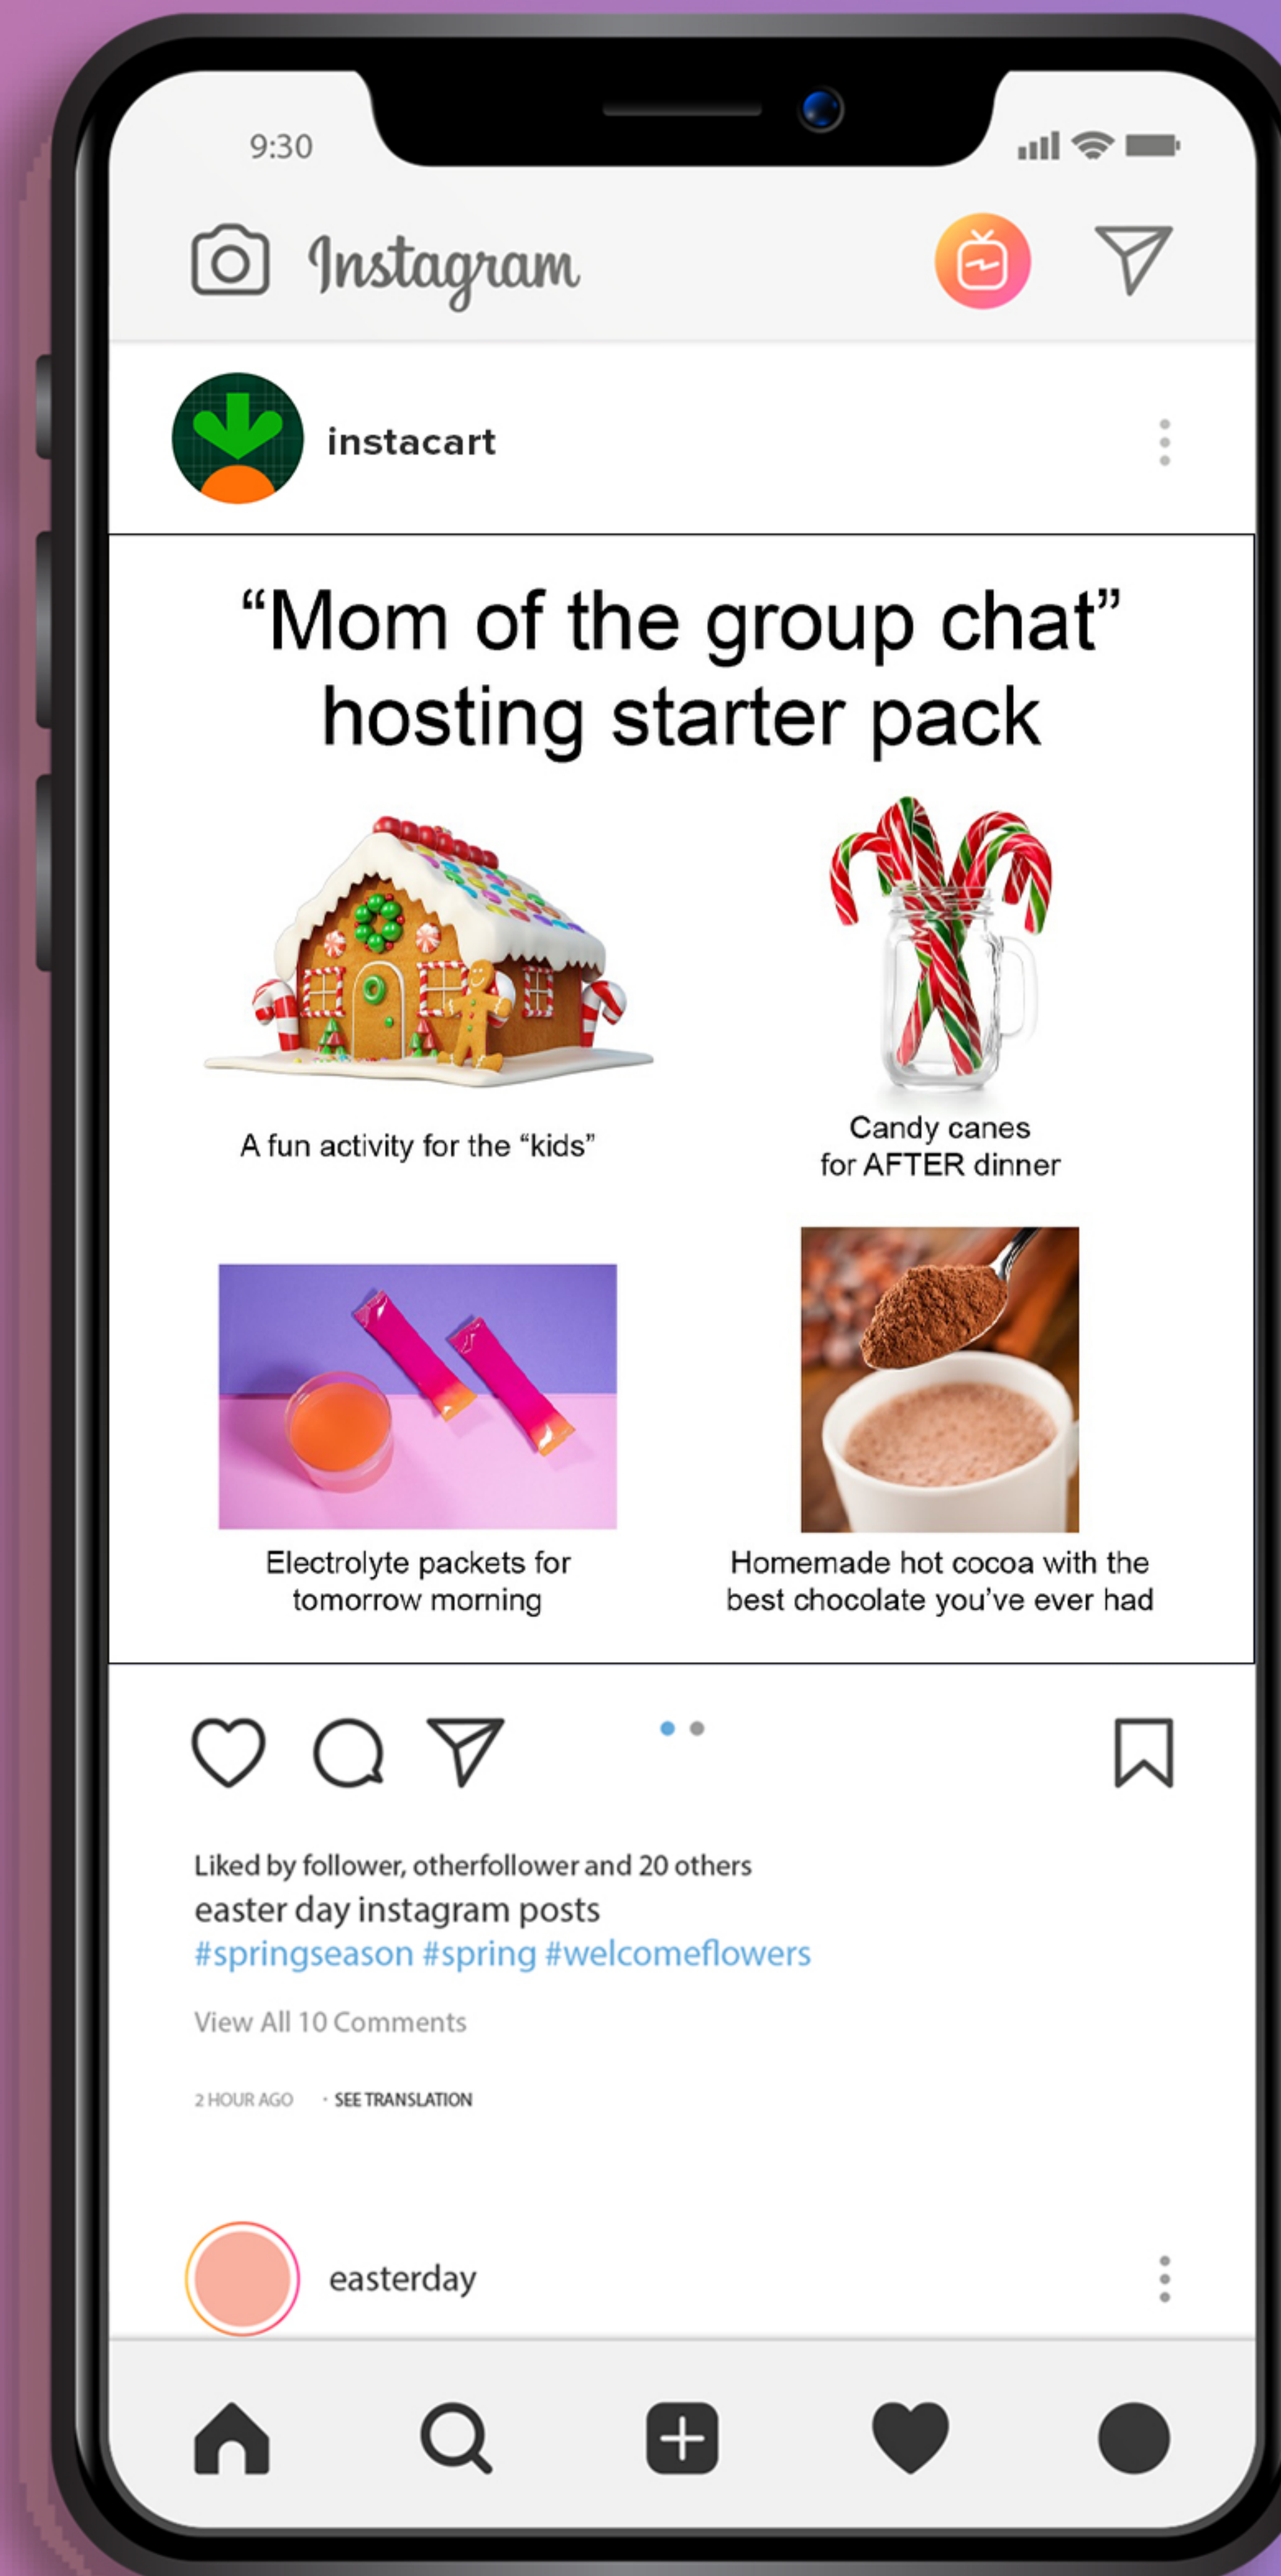 9:30
Instagram
instacart
“Mom of the group chat”
hosting starter pack
A fun activity for the “kids”
Candy canes
for AFTER dinner
Electrolyte packets for
tomorrow morning
Homemade hot cocoa with the
best chocolate you’ve ever had
Liked by follower, otherfollower and 20 others
easter day instagram posts
#springseason #spring #welcomeflowers
View All 10 Comments
2 HOUR AGO · SEE TRANSLATION
easterday